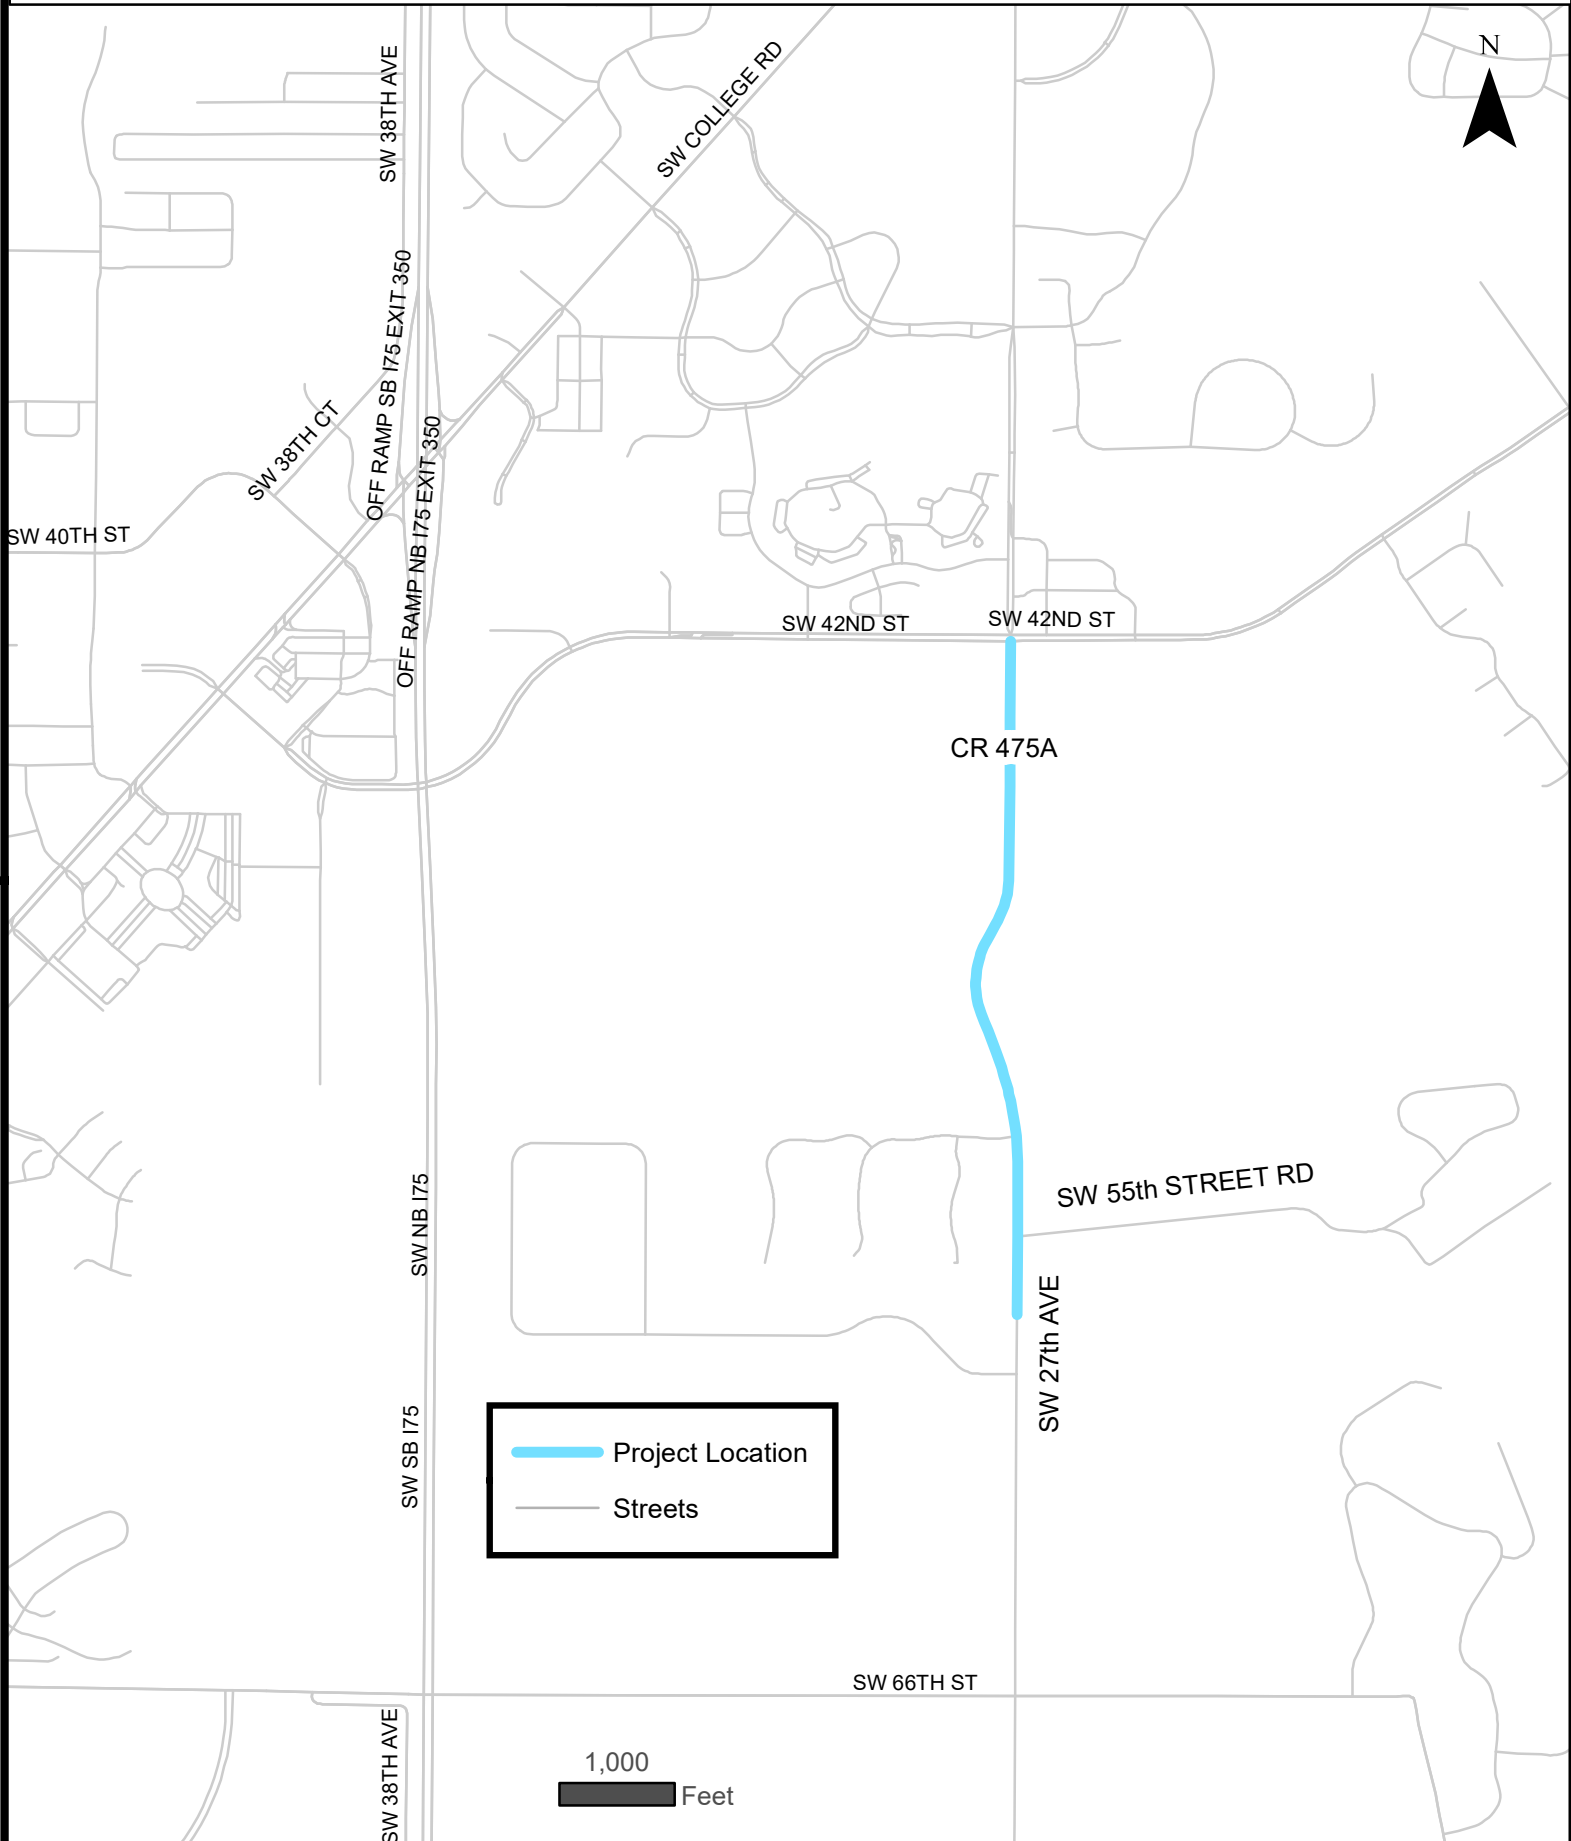 N
SW 38TH AVE
SW COLLEGE RD
OFF RAMP SB I75 EXIT 350
SW 38TH CT
OFF RAMP NB I75 EXIT 350
SW 40TH ST
SW 42ND ST
SW 42ND ST
CR 475A
SW 55th STREET RD
SW NB I75
SW 27th AVE
SW SB I75
Project Location
Streets
SW 66TH ST
SW 38TH AVE
1,000
Feet